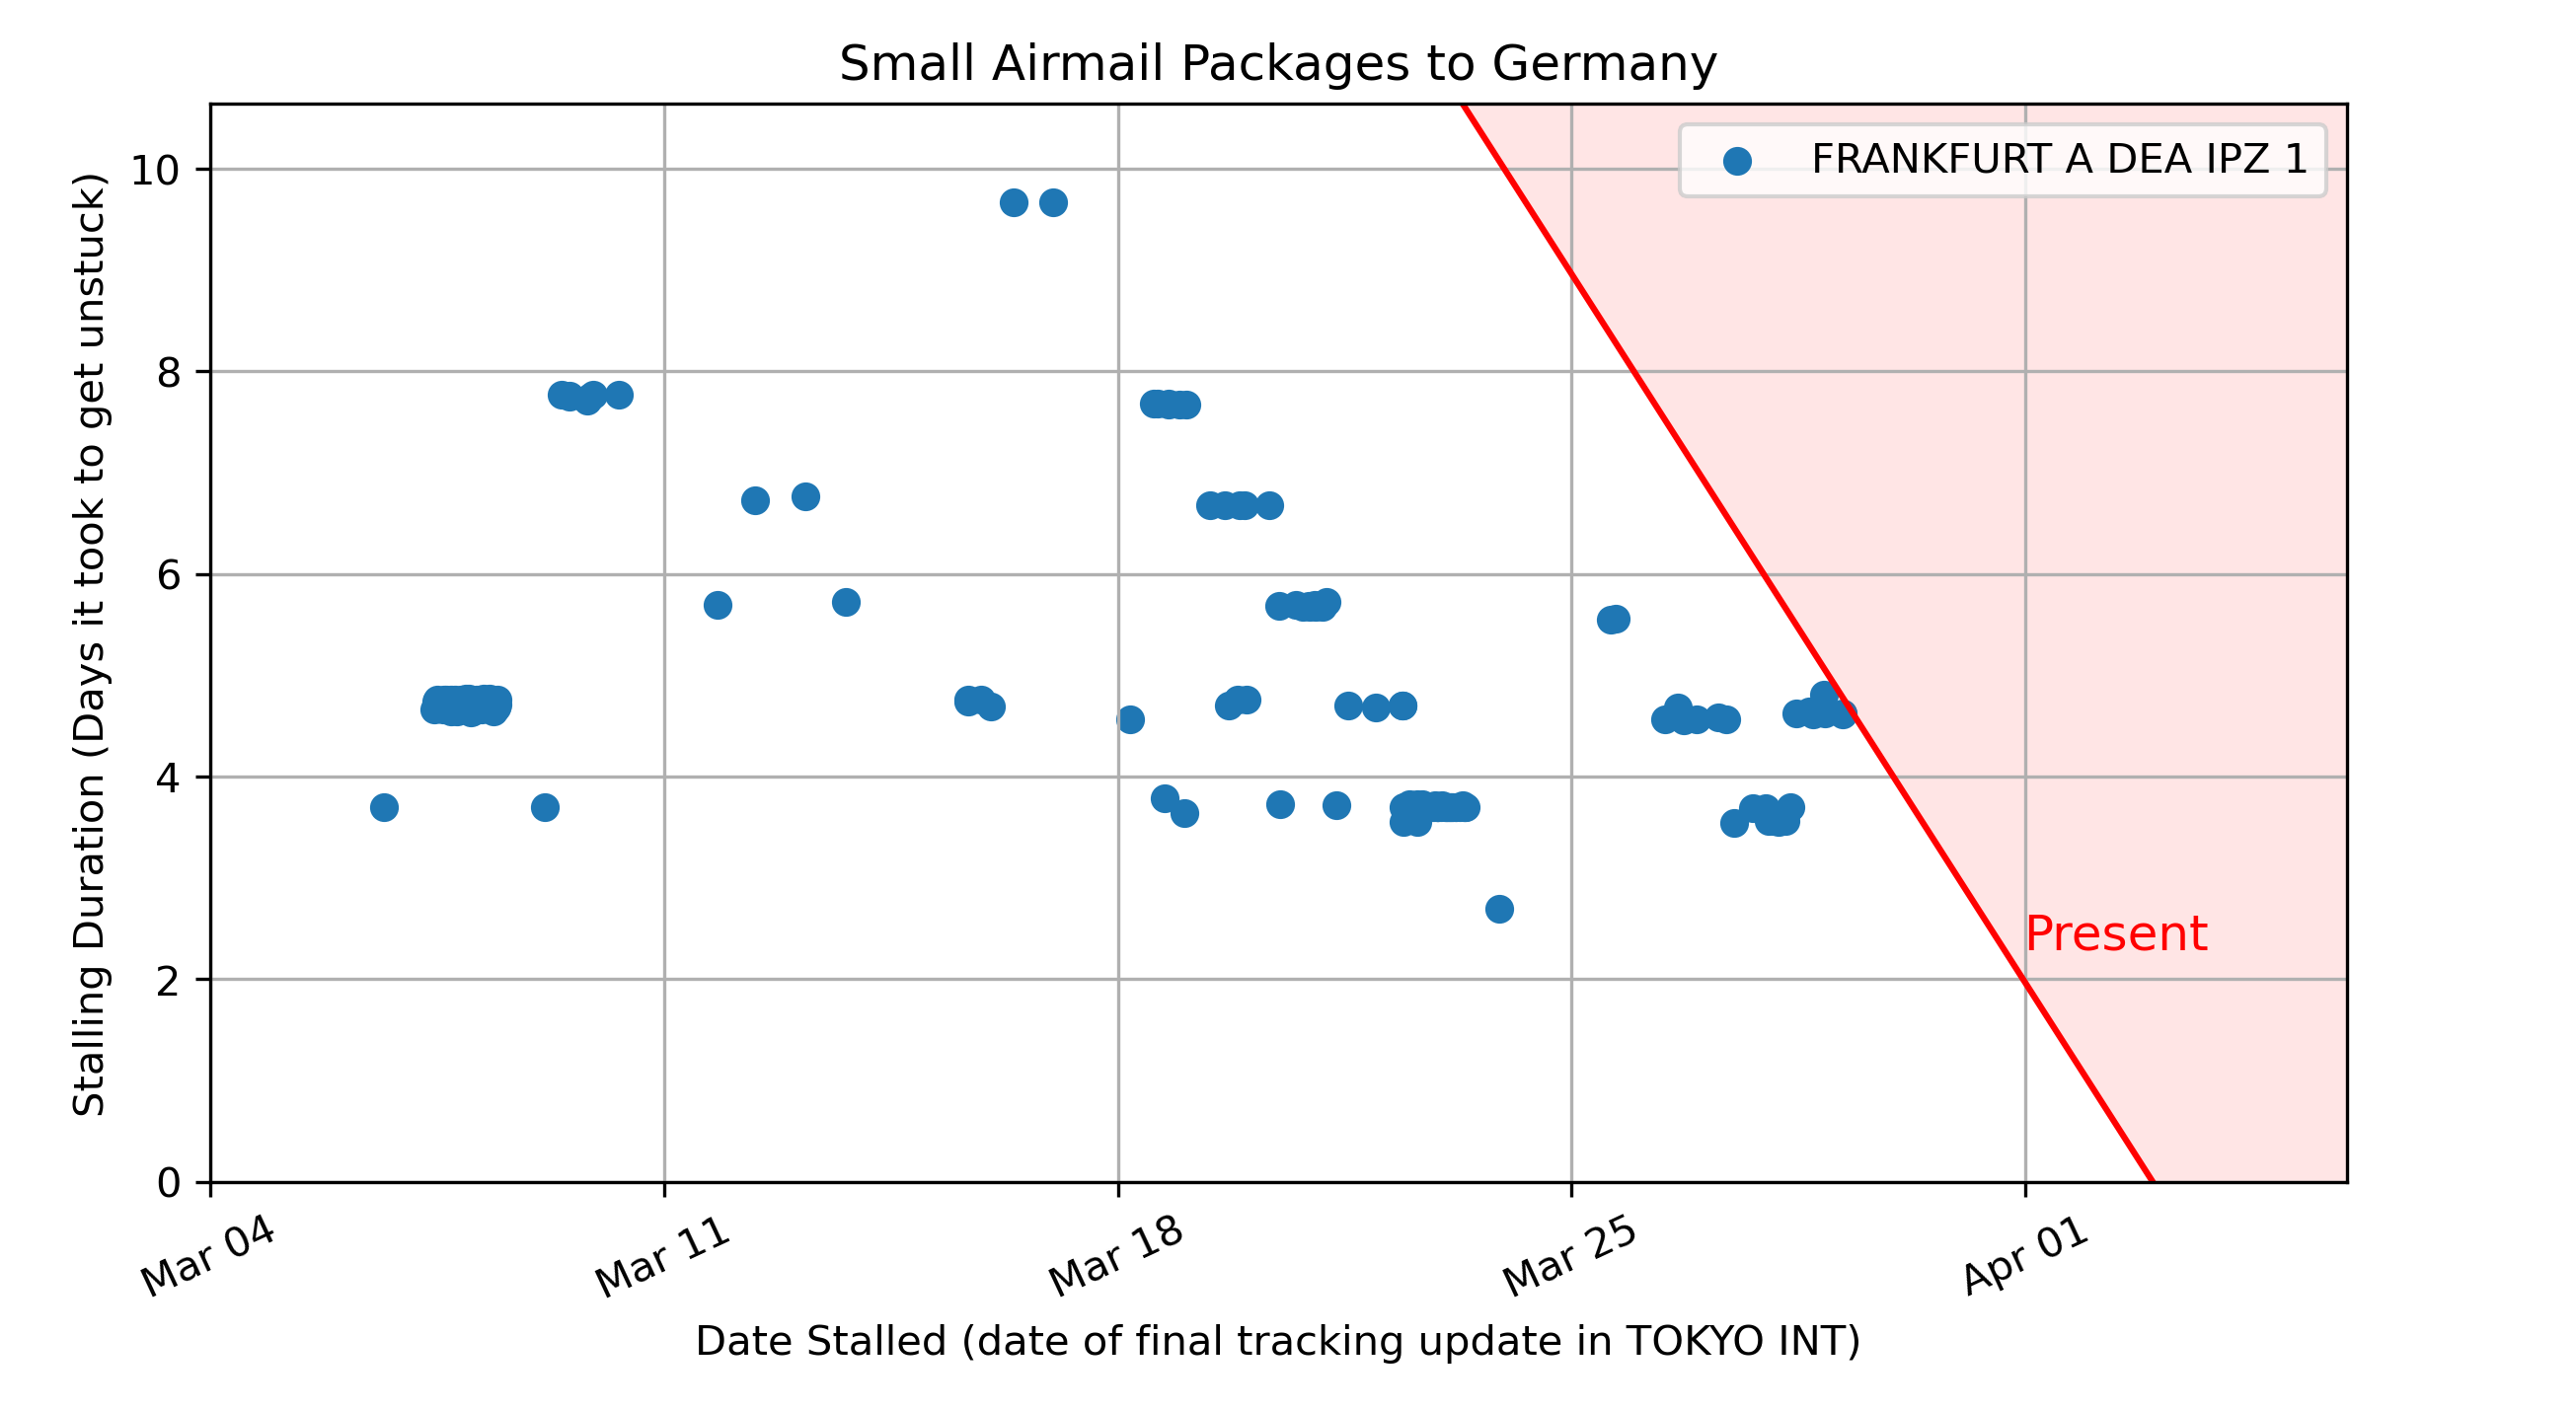 Small Airmail Packages to Germany
FRANKFURT A DEA IPZ 1
Stalling Duration (Days it took to get unstuck)
10
8
6
4
2
0
Present
Mar 04
Mar 11
Mar 18
Mar 25
Apr 01
Date Stalled (date of final tracking update in TOKYO INT)